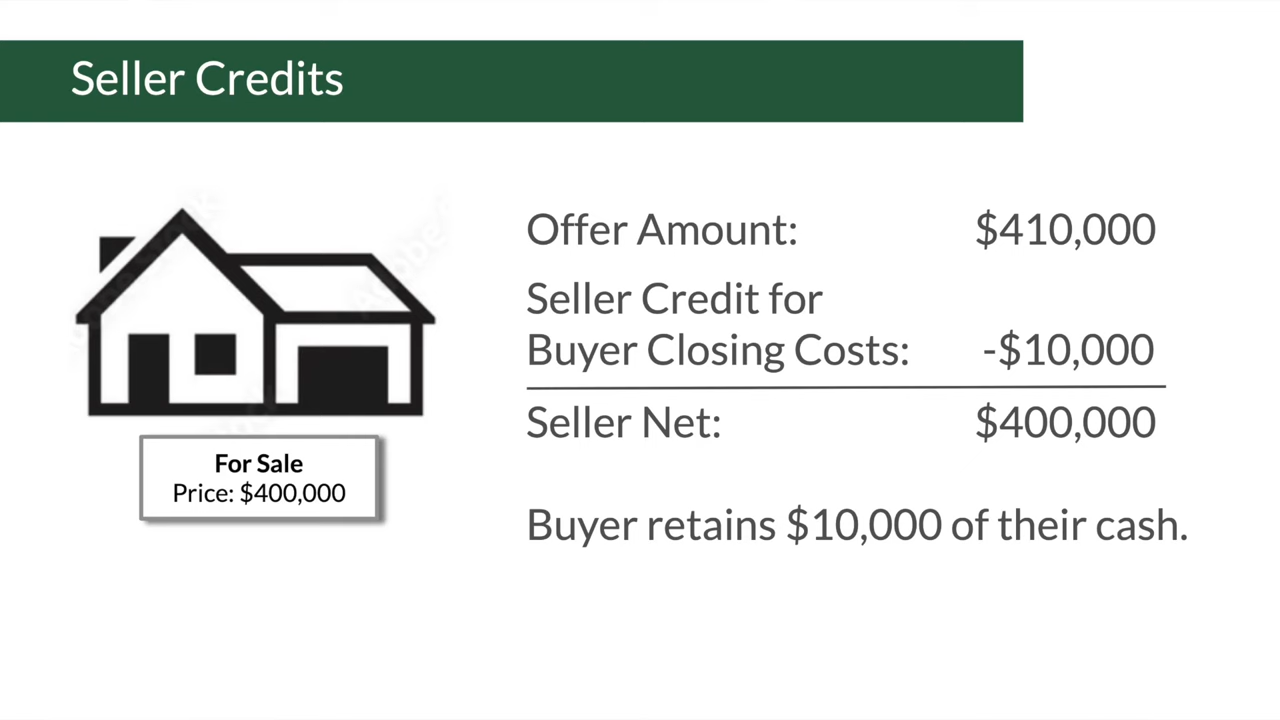 Seller Credits
Offer Amount: $410,000
Seller Credit for
Buyer Closing Costs: -$10,000
Seller Net: $400,000
For Sale
Price: $400,000
Buyer retains $10,000 of their cash.